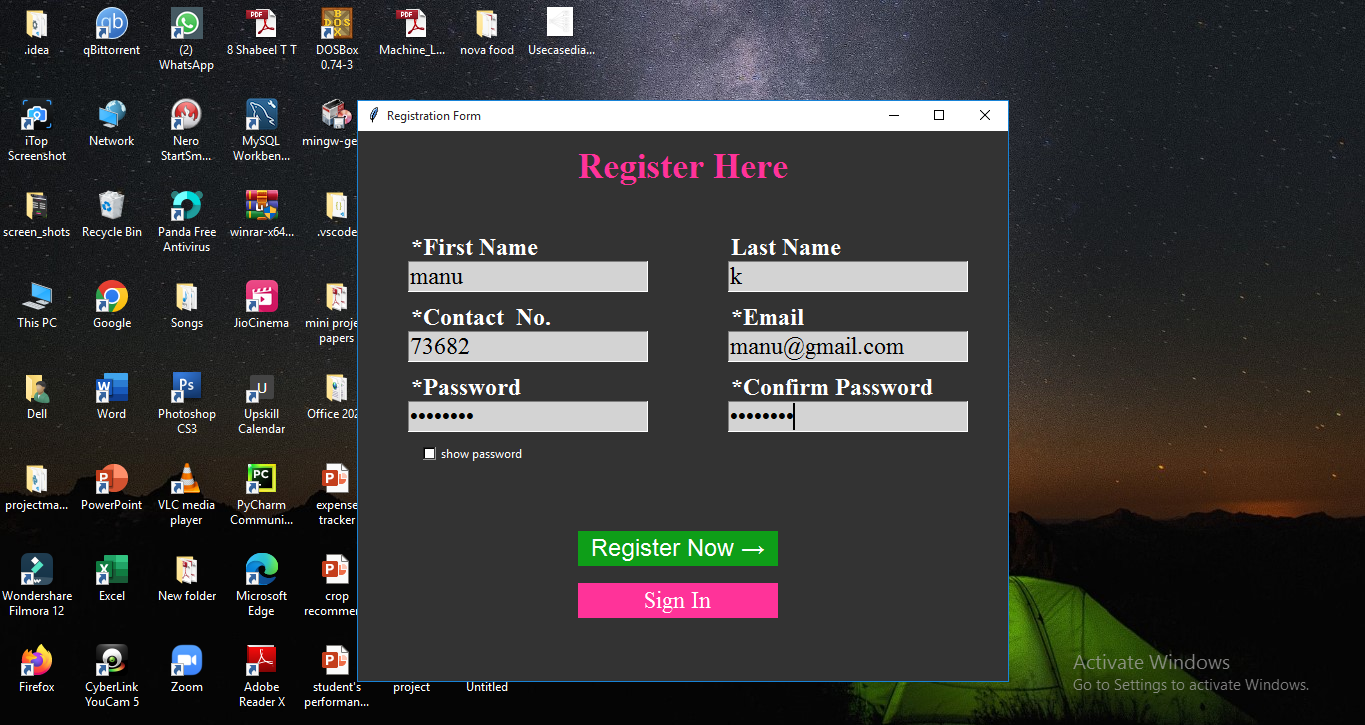 .idea
qBittorrent
(2)
WhatsApp
8 Shabeel T T
DOSBox
0.74-3
Machine_L...
nova food
Usecasedia...
iTop
Screenshot
Network
Nero
StartSm...
MySQL
Workben...
mingw-ge
screen_shots
Recycle Bin
Panda Free
Antivirus
winrar-x64...
.vscode
This PC
Google
Songs
JioCinema
mini proje
papers
Dell
Word
Photoshop
CS3
Upskill
Calendar
Office 202
projectma...
PowerPoint
VLC media
player
PyCharm
Communi...
expense
tracker
Wondershare
Filmora 12
Excel
New folder
Microsoft
Edge
crop
recommer
Firefox
CyberLink
YouCam 5
Zoom
Adobe
Reader X
student's
performan...
project
Untitled
Registration Form
Register Here
*First Name
Last Name
manu
k
*Contact  No.
*Email
73682
manu@gmail.com
*Password
*Confirm Password
••••••••
••••••••
show password
Register Now →
Sign In
Activate Windows
Go to Settings to activate Windows.